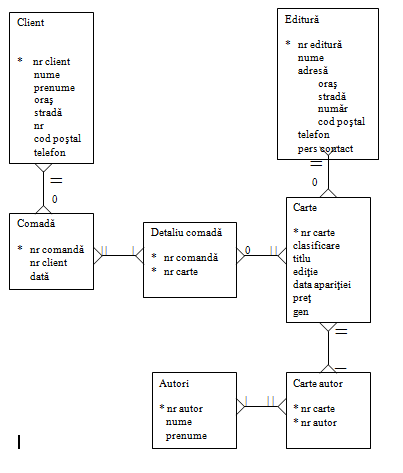 Client
* nr client
nume
prenume
oraş
stradă
nr
cod poştal
telefon
Editură
* nr editură
nume
adresă
oraş
stradă
număr
cod poştal
telefon
pers contact
0
0
Comadă
* nr comandă
nr client
dată
Detaliu comadă
* nr comandă
* nr carte
0
Carte
* nr carte
clasificare
titlu
ediţie
data apariţiei
preţ
gen
Autori
* nr autor
nume
prenume
Carte autor
* nr carte
* nr autor